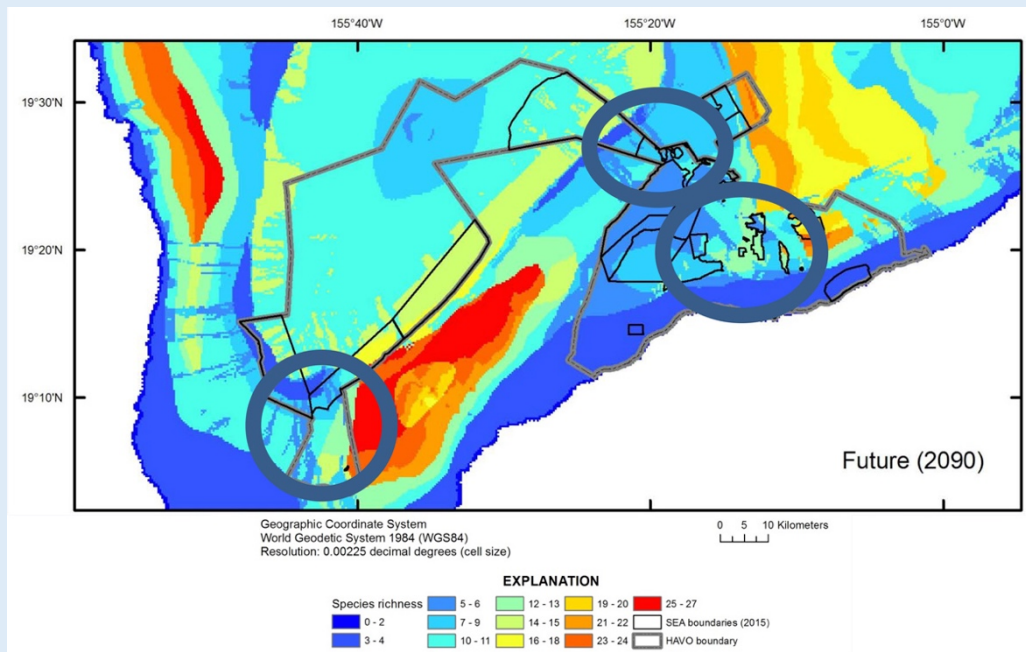 155°40'W 155°20'W 155°0'W
19°30'N
19°20'N
19°10'N
Future (2090)
Geographic Coordinate System
World Geodetic System 1984 (WGS84)
Resolution: 0.00225 decimal degrees (cell size)
0 5 10 Kilometers
EXPLANATION
Species richness
0 - 2
3 - 4
5 - 6
7 - 9
10 - 11
12 - 13
14 - 15
16 - 18
19 - 20
21 - 22
23 - 24
25 - 27
SEA boundaries (2015)
HAVO boundary